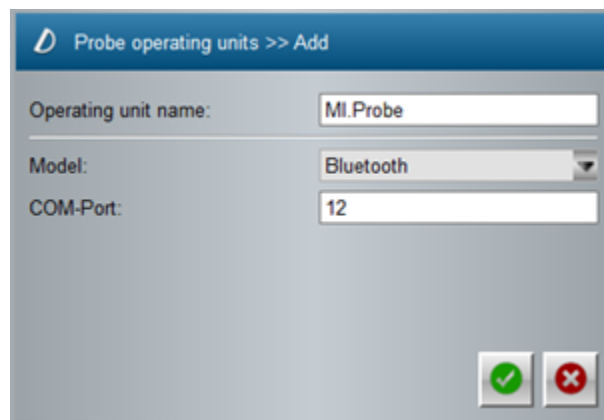 Probe operating units >> Add
Operating unit name: MI.Probe
Model: Bluetooth
COM-Port: 12